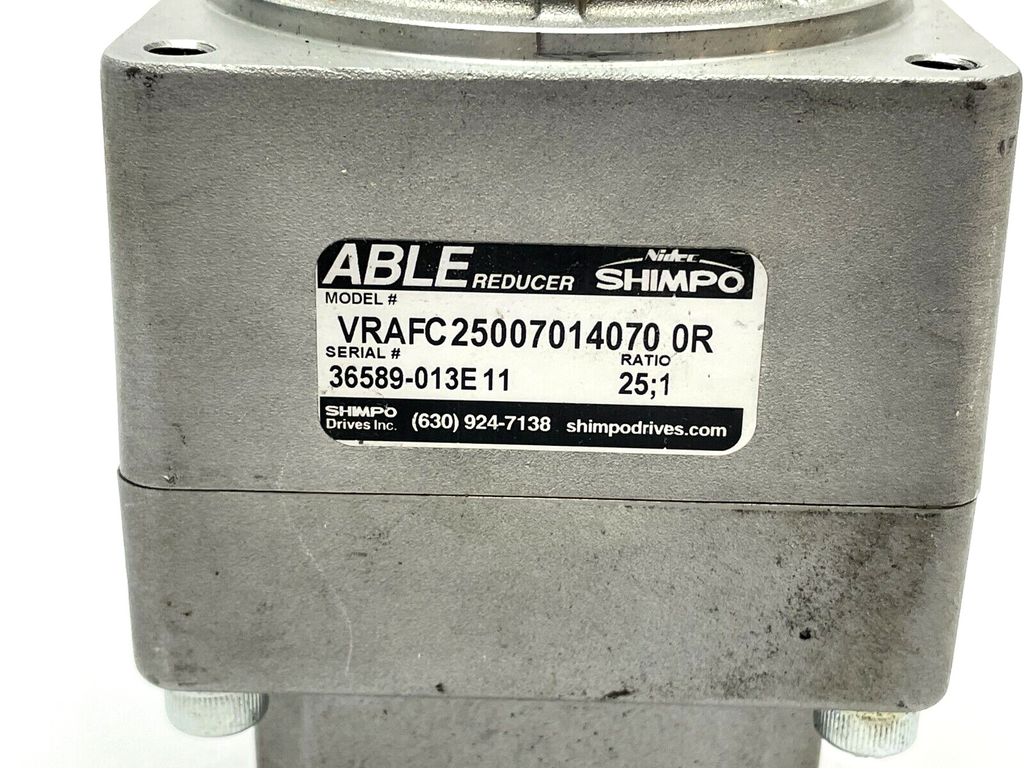 ABLE REDUCER Nidec SHIMPO
MODEL #
VRAFC25007014070 0R
SERIAL # RATIO
36589-013E11 25;1
SHIMPO Drives Inc. (630) 924-7138 shimpodrives.com